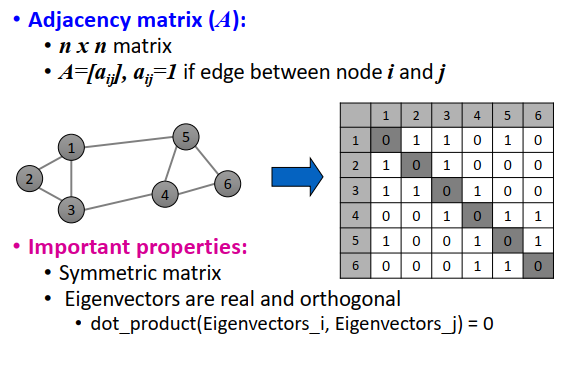 • Adjacency matrix (A):
• n x n matrix
• A=[aij], aij=1 if edge between node i and j
1
5
2
6
4
3
1 2 3 4 5 6
1 0 1 1 0 1 0
2 1 0 1 0 0 0
3 1 1 0 1 0 0
4 0 0 1 0 1 1
5 1 0 0 1 0 1
6 0 0 0 1 1 0
• Important properties:
• Symmetric matrix
• Eigenvectors are real and orthogonal
• dot_product(Eigenvectors_i, Eigenvectors_j) = 0